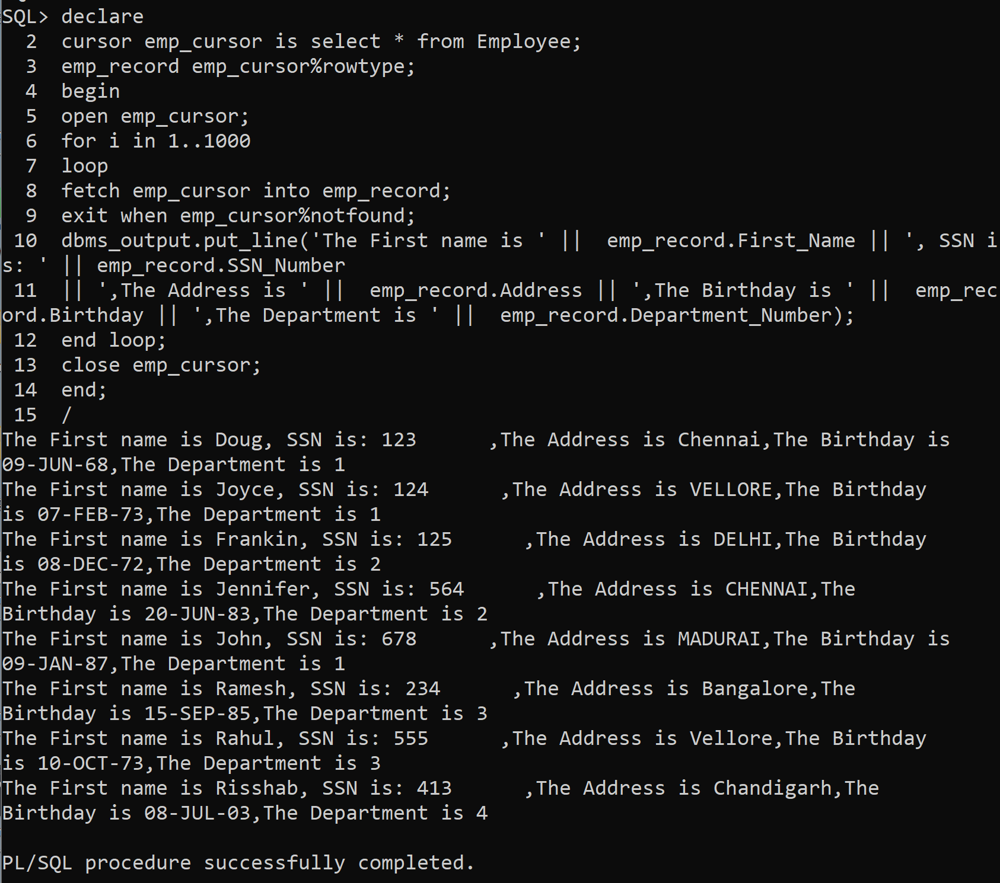 SQL> declare
  2  cursor emp_cursor is select * from Employee;
  3  emp_record emp_cursor%rowtype;
  4  begin
  5  open emp_cursor;
  6  for i in 1..1000
  7  loop
  8  fetch emp_cursor into emp_record;
  9  exit when emp_cursor%notfound;
 10  dbms_output.put_line('The First name is ' ||  emp_record.First_Name || ', SSN i
s: ' || emp_record.SSN_Number
 11  || ',The Address is ' ||  emp_record.Address || ',The Birthday is ' ||  emp_rec
ord.Birthday || ',The Department is ' ||  emp_record.Department_Number);
 12  end loop;
 13  close emp_cursor;
 14  end;
 15  /
The First name is Doug, SSN is: 123      ,The Address is Chennai,The Birthday is
09-JUN-68,The Department is 1
The First name is Joyce, SSN is: 124      ,The Address is VELLORE,The Birthday
is 07-FEB-73,The Department is 1
The First name is Frankin, SSN is: 125      ,The Address is DELHI,The Birthday
is 08-DEC-72,The Department is 2
The First name is Jennifer, SSN is: 564      ,The Address is CHENNAI,The
Birthday is 20-JUN-83,The Department is 2
The First name is John, SSN is: 678      ,The Address is MADURAI,The Birthday is
09-JAN-87,The Department is 1
The First name is Ramesh, SSN is: 234      ,The Address is Bangalore,The
Birthday is 15-SEP-85,The Department is 3
The First name is Rahul, SSN is: 555      ,The Address is Vellore,The Birthday
is 10-OCT-73,The Department is 3
The First name is Risshab, SSN is: 413      ,The Address is Chandigarh,The
Birthday is 08-JUL-03,The Department is 4

PL/SQL procedure successfully completed.